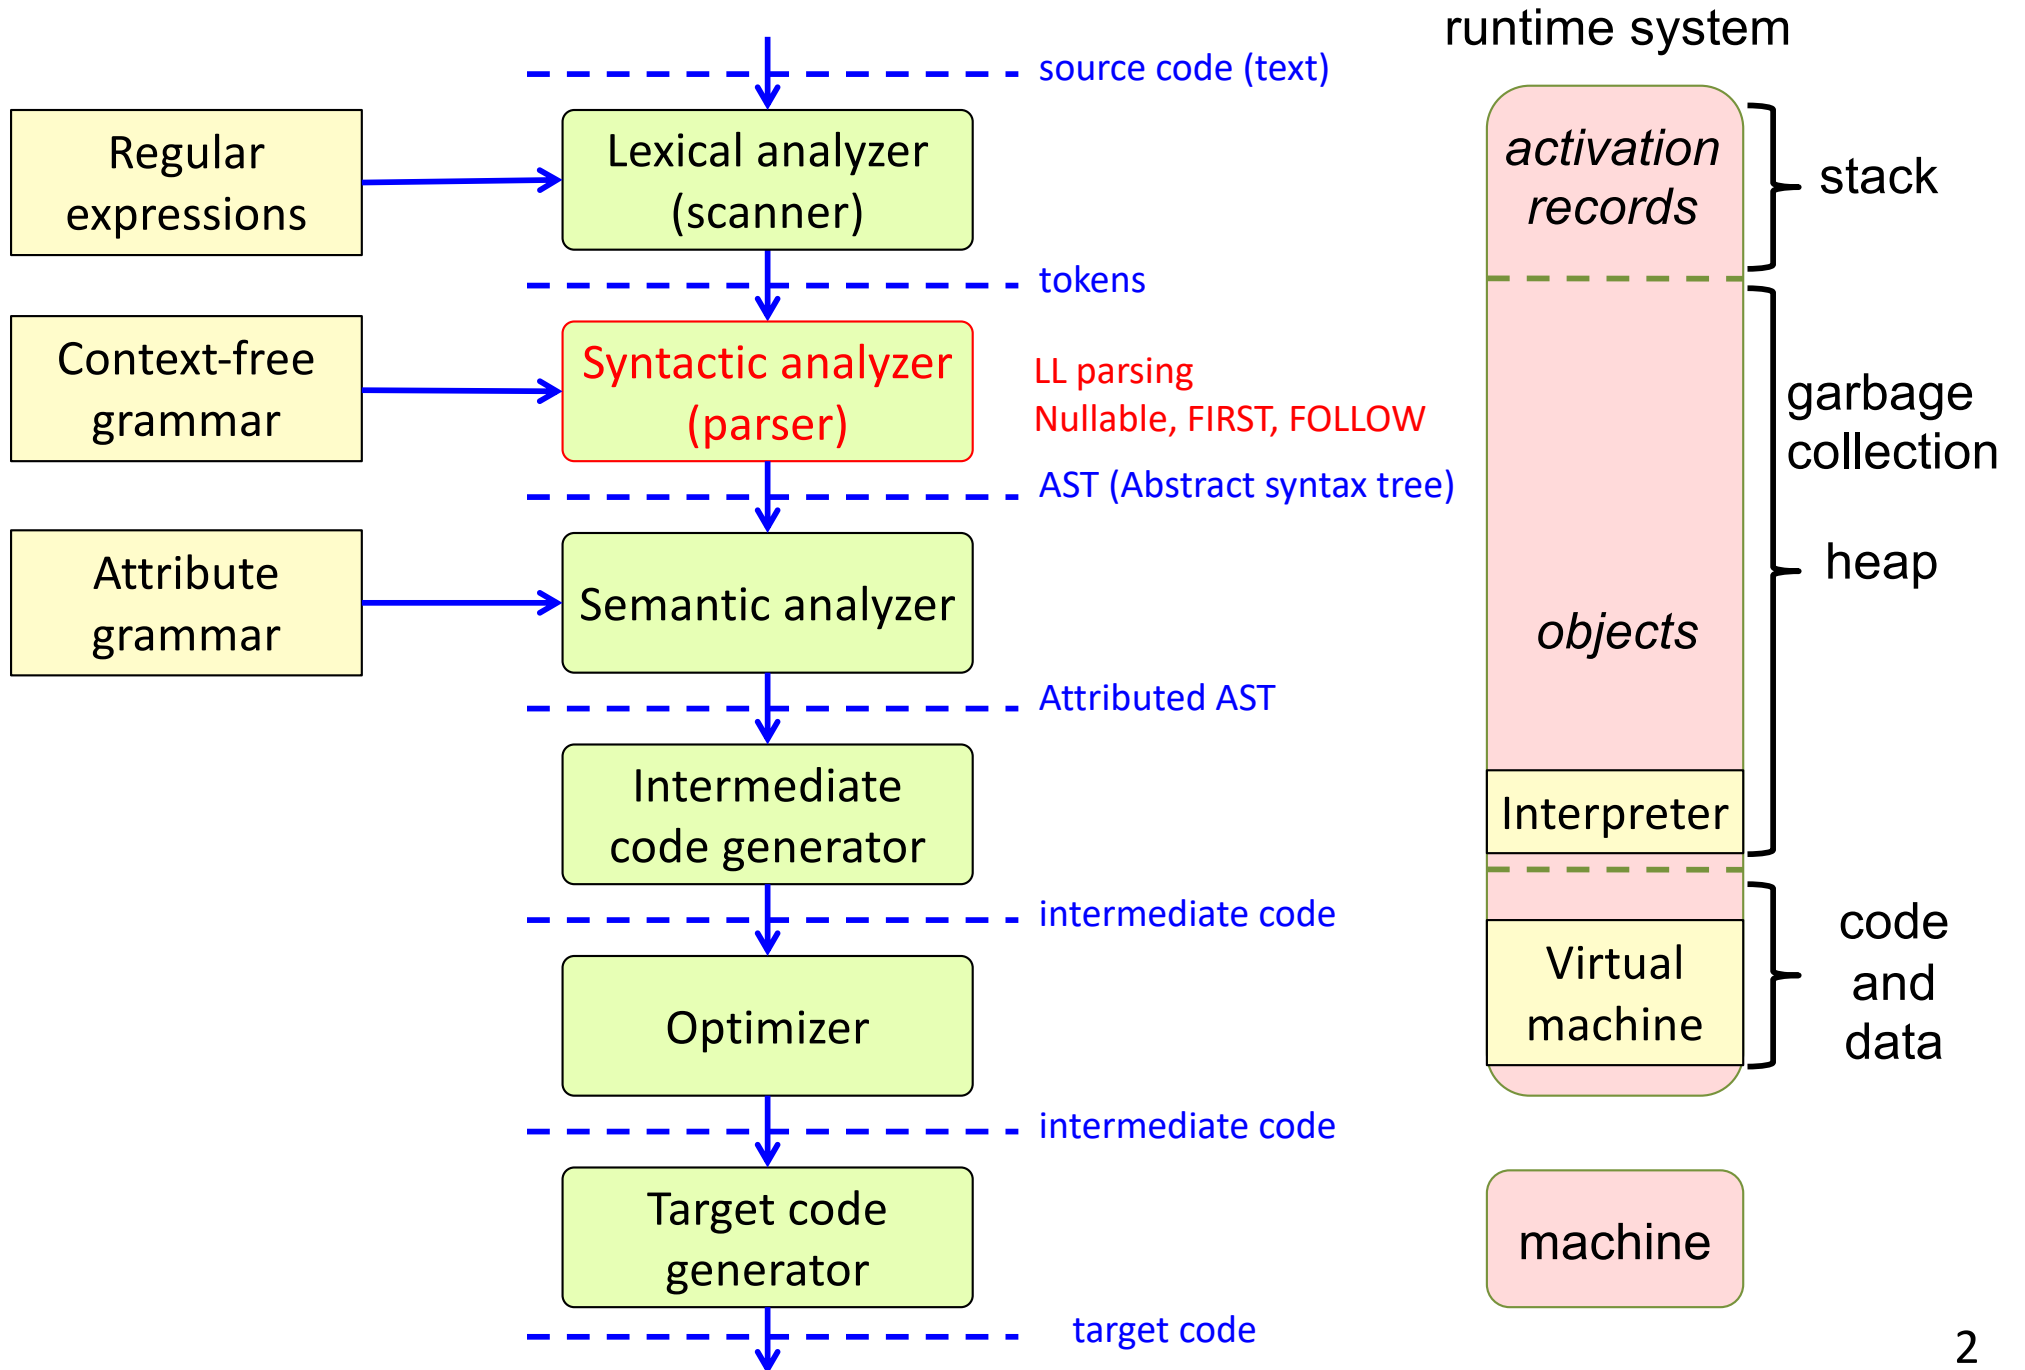 runtime system
source code (text)
Regular
expressions
Lexical analyzer
(scanner)
activation
records
stack
tokens
Context-free
grammar
Syntactic analyzer
(parser)
LL parsing
Nullable, FIRST, FOLLOW
garbage
collection
AST (Abstract syntax tree)
Attribute
grammar
Semantic analyzer
heap
objects
Attributed AST
Intermediate
code generator
Interpreter
intermediate code
Optimizer
Virtual
machine
code
and
data
intermediate code
Target code
generator
machine
target code
2